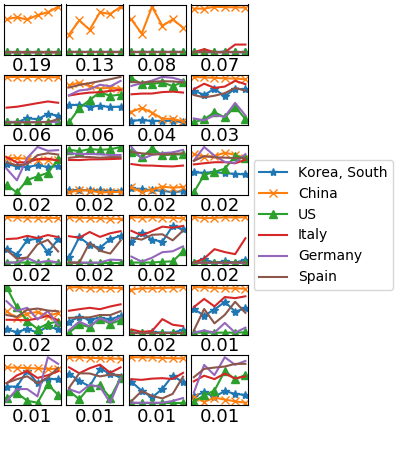 0.19 0.13 0.08 0.07
0.06 0.06 0.04 0.03
0.02 0.02 0.02 0.02
0.02 0.02 0.02 0.02
0.02 0.02 0.02 0.01
0.01 0.01 0.01 0.01
Korea, South
China
US
Italy
Germany
Spain